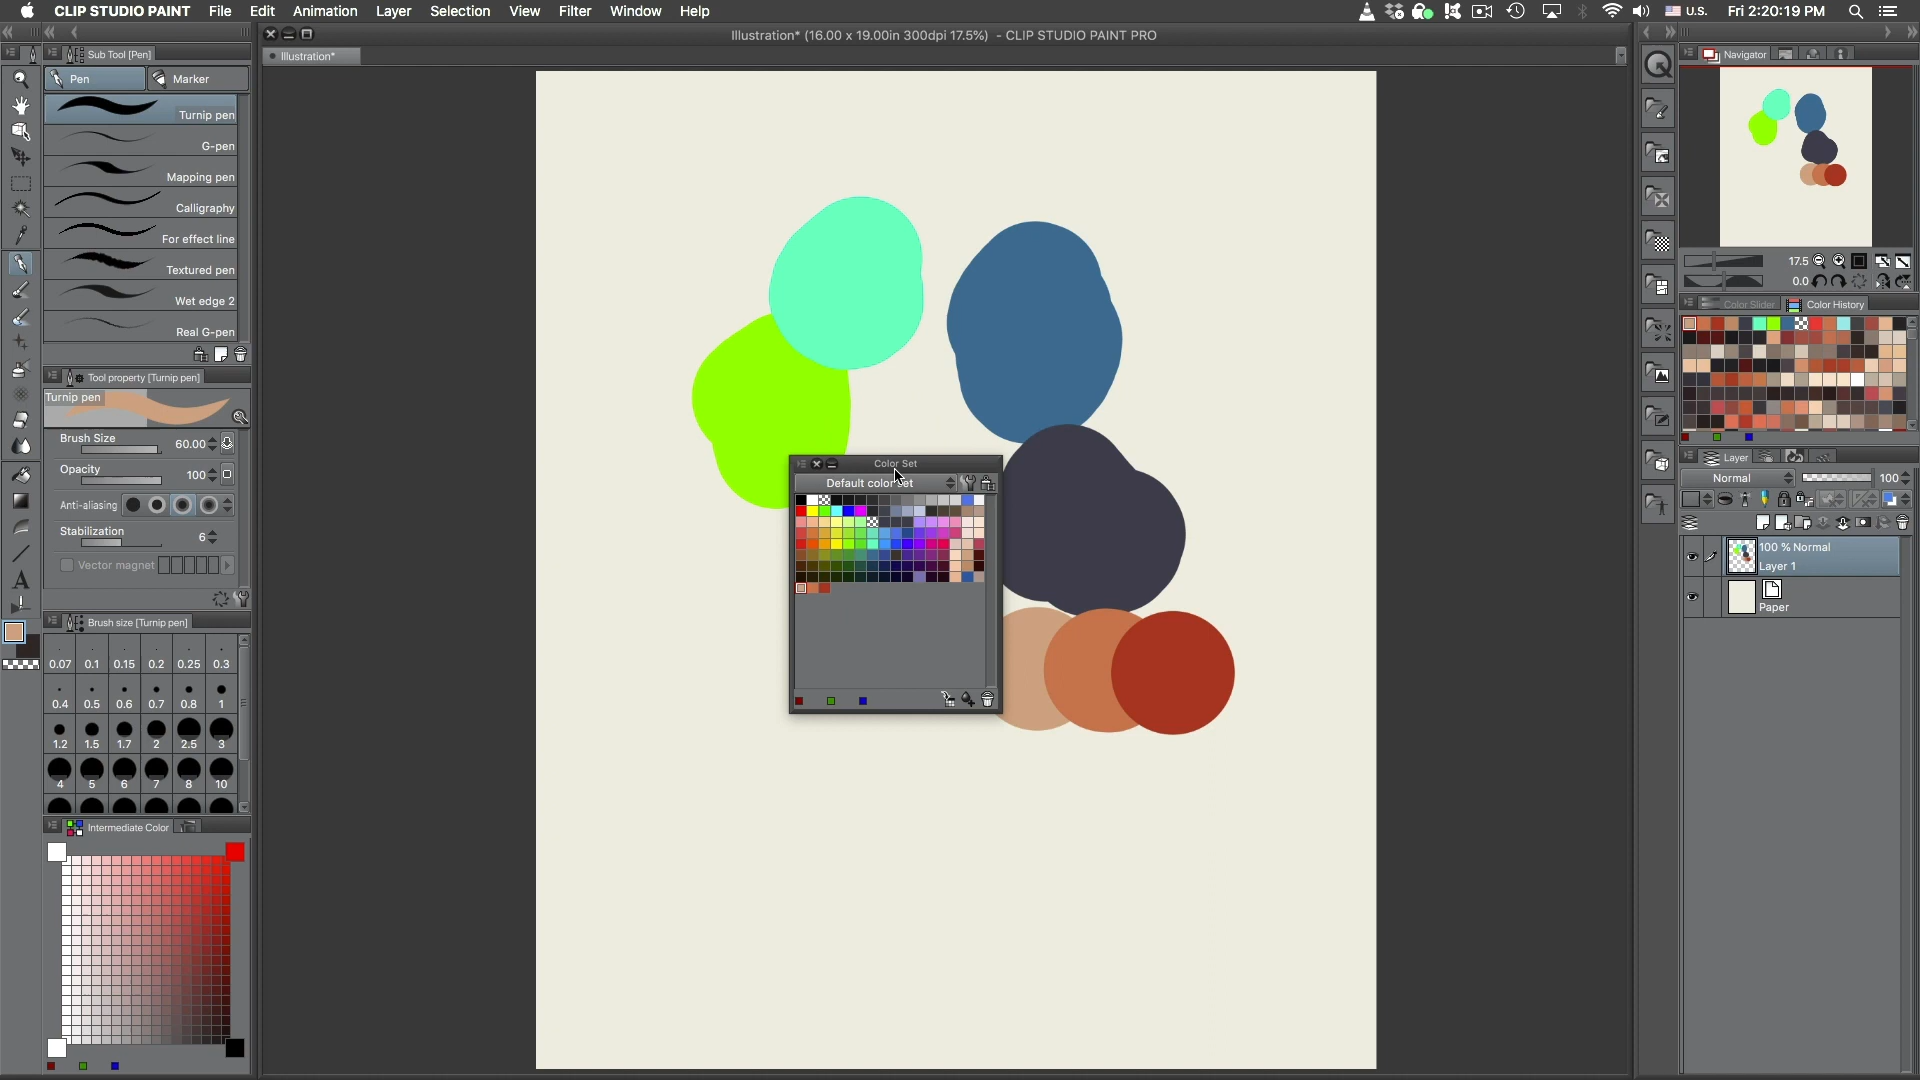 CLIP STUDIO PAINT File Edit Animation Layer Selection View Filter Window Help U.S. Fri 2:20:19 PM
Illustration* (16.00 x 19.00in 300dpi 17.5%) - CLIP STUDIO PAINT PRO
Sub Tool [Pen]
Illustration*
Navigator
Pen Marker
Turnip pen
G-pen
Mapping pen
Calligraphy
For effect line
Textured pen
Wet edge 2
Real G-pen
17.5
0.0
Color Slider Color History
Tool property [Turnip pen]
Turnip pen
Brush Size 60.00
Opacity 100
Anti-aliasing
Stabilization 6
Vector magnet
Layer
Normal 100
100 % Normal
Layer 1
Paper
Color Set
Default color set
Brush size [Turnip pen]
0.07 0.1 0.15 0.2 0.25 0.3
0.4 0.5 0.6 0.7 0.8 1
1.2 1.5 1.7 2 2.5 3
4 5 6 7 8 10
Intermediate Color